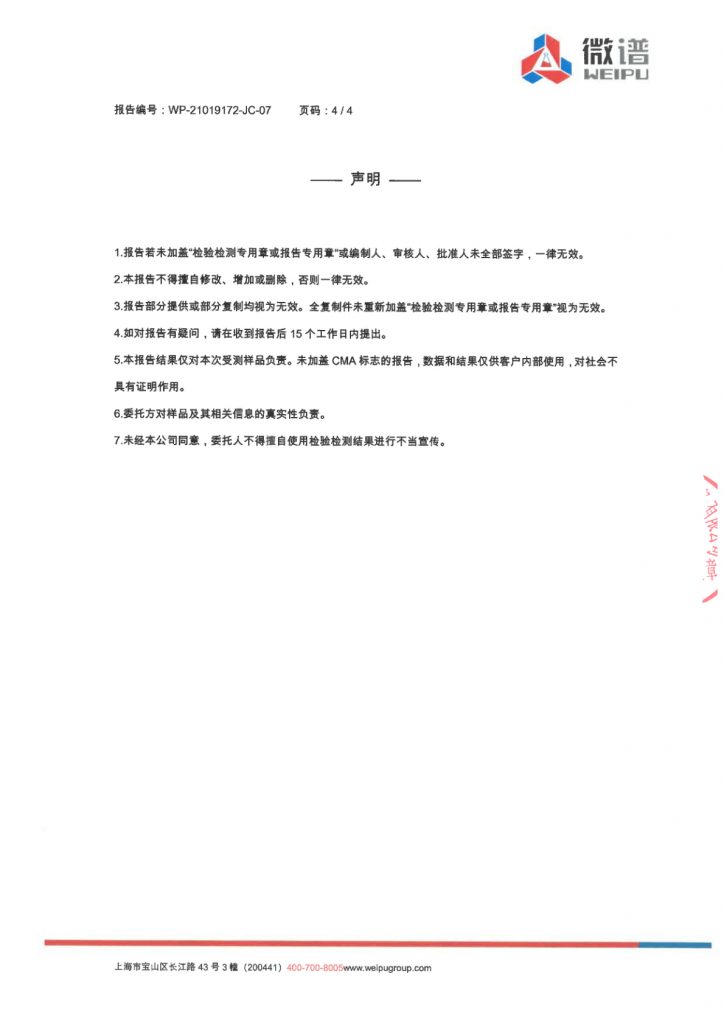 微谱
WEIPU
报告编号：WP-21019172-JC-07 页码：4 / 4
—— 声明 ——
1.报告若未加盖“检验检测专用章或报告专用章”或编制人、审核人、批准人未全部签字，一律无效。
2.本报告不得擅自修改、增加或删除，否则一律无效。
3.报告部分提供或部分复制均视为无效。全复制件未重新加盖“检验检测专用章或报告专用章”视为无效。
4.如对报告有疑问，请在收到报告后 15 个工作日内提出。
5.本报告结果仅对本次受测样品负责。未加盖 CMA 标志的报告，数据和结果仅供客户内部使用，对社会不
具有证明作用。
6.委托方对样品及其相关信息的真实性负责。
7.未经本公司同意，委托人不得擅自使用检验检测结果进行不当宣传。
上海市宝山区长江路 43 号 3 幢（200441）400-700-8005www.weipugroup.com